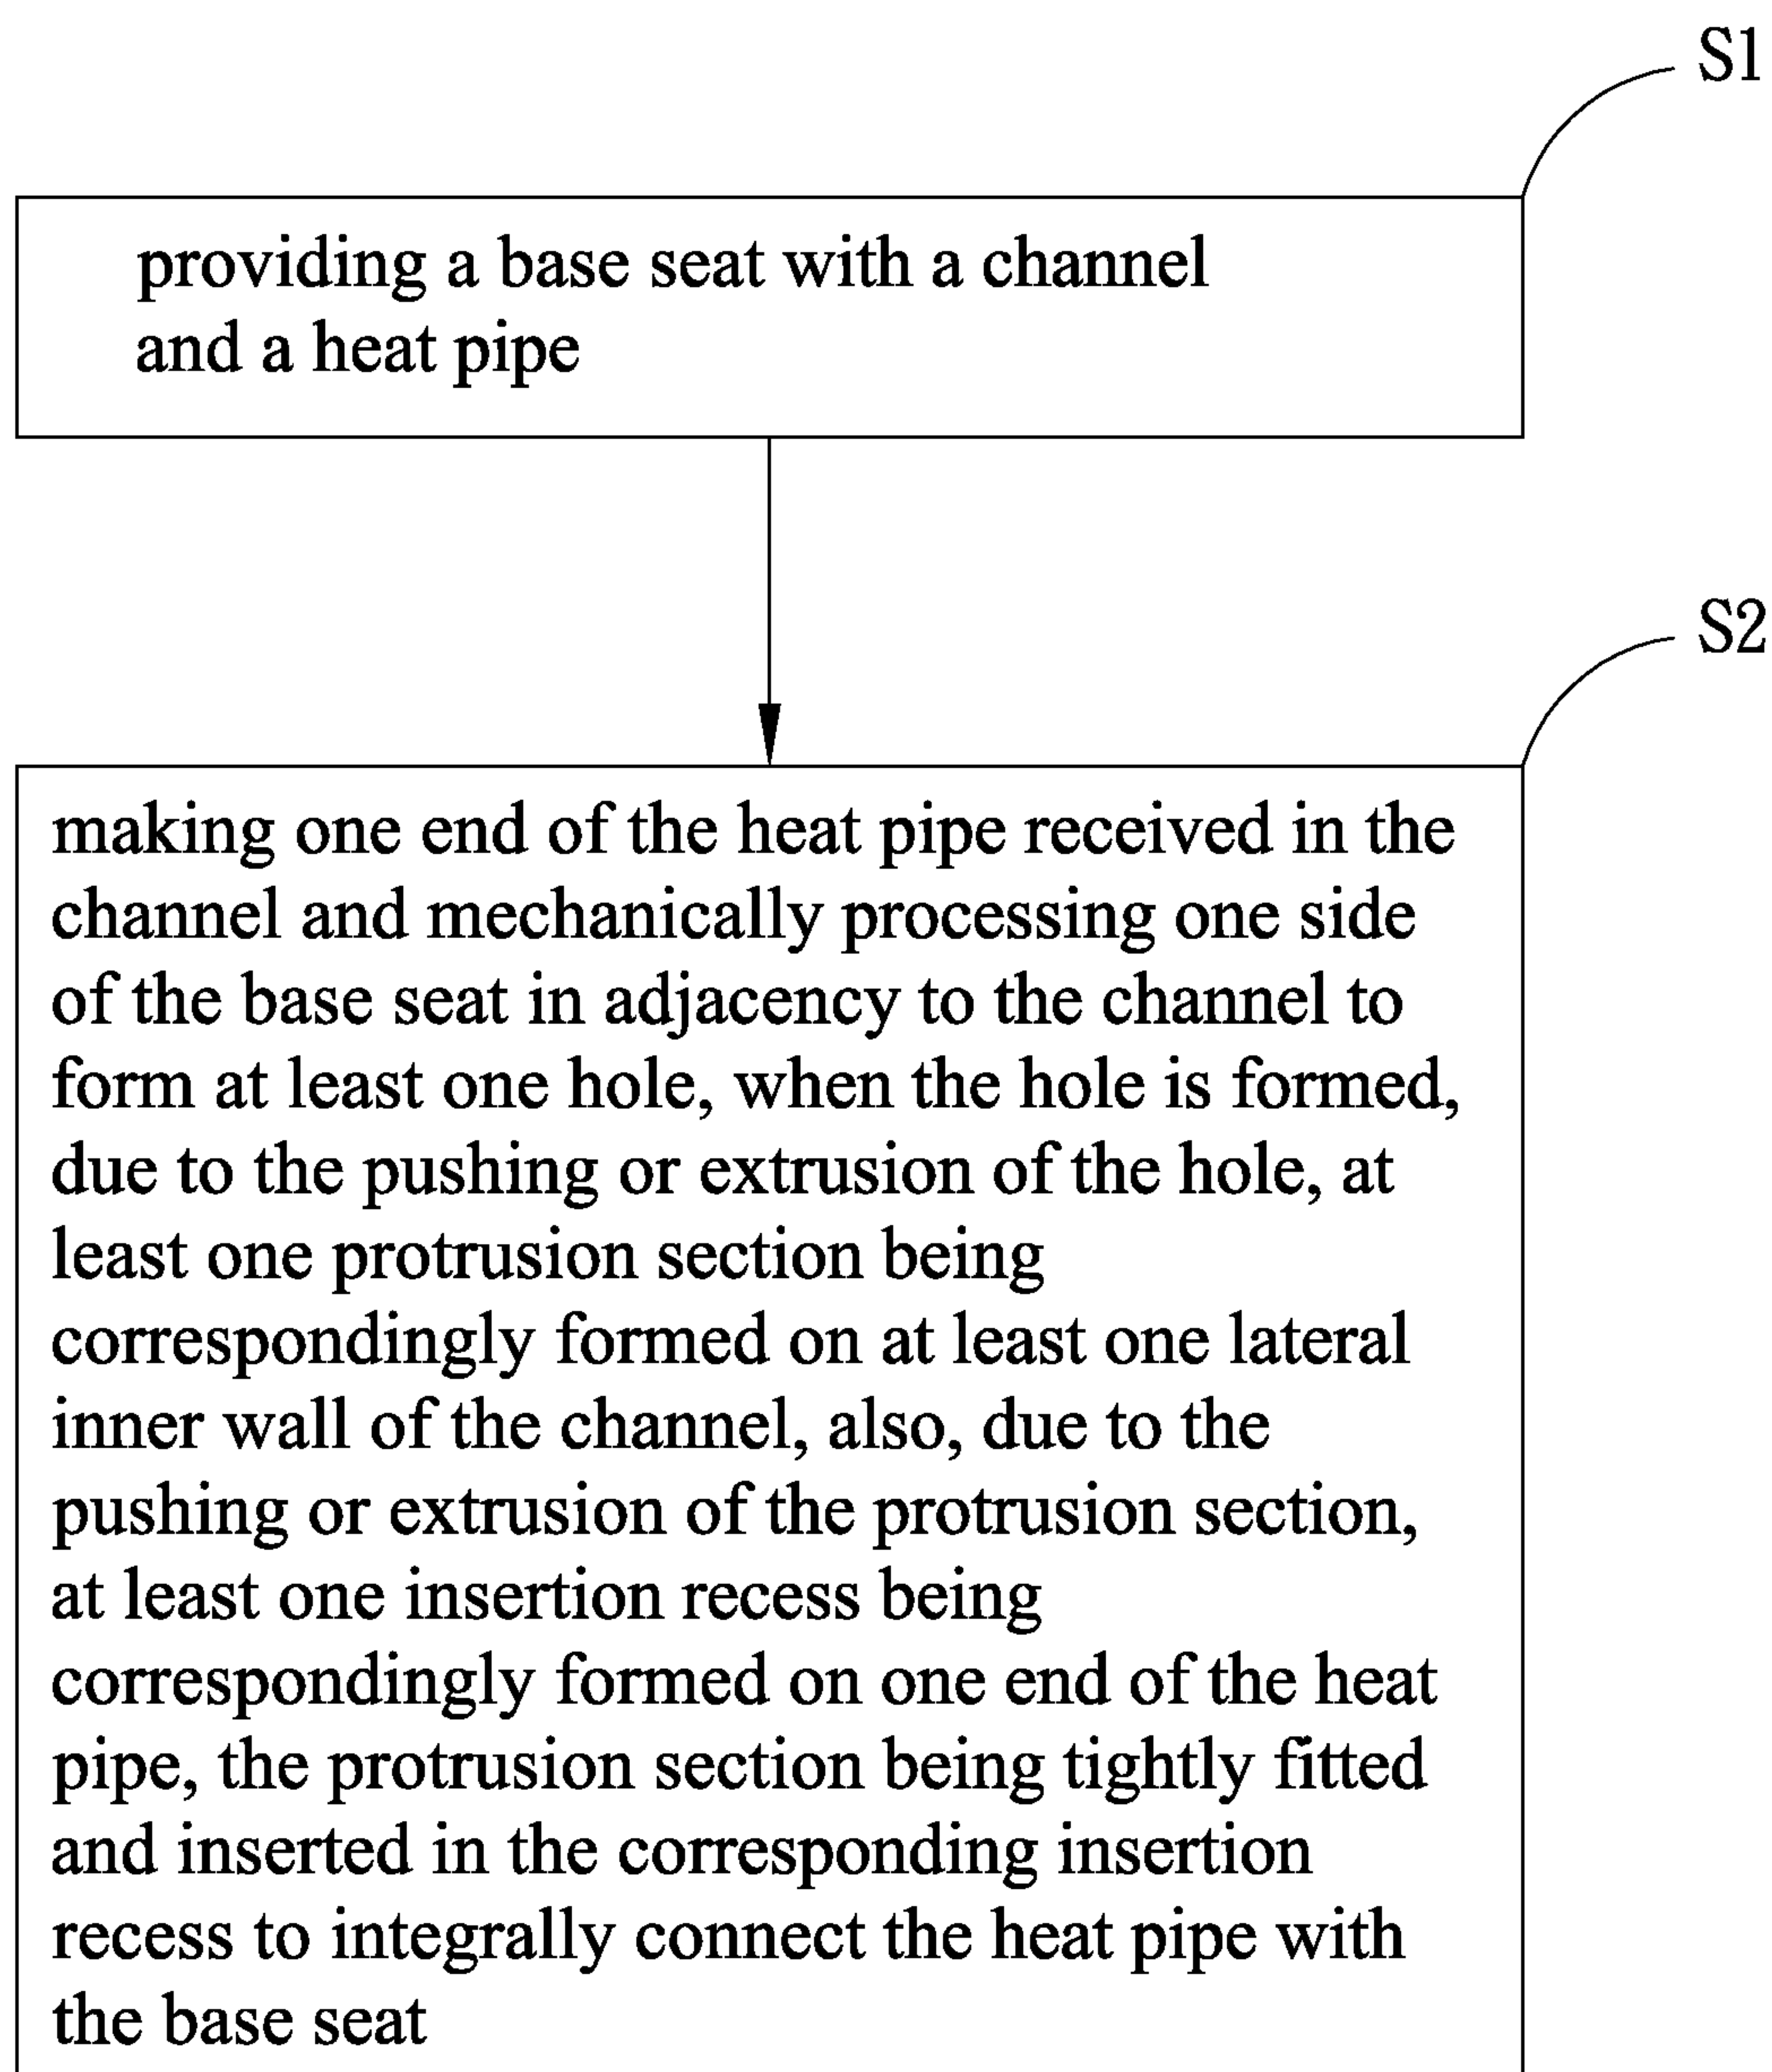 S1
providing a base seat with a channel
and a heat pipe
S2
making one end of the heat pipe received in the
channel and mechanically processing one side
of the base seat in adjacency to the channel to
form at least one hole, when the hole is formed,
due to the pushing or extrusion of the hole, at
least one protrusion section being
correspondingly formed on at least one lateral
inner wall of the channel, also, due to the
pushing or extrusion of the protrusion section,
at least one insertion recess being
correspondingly formed on one end of the heat
pipe, the protrusion section being tightly fitted
and inserted in the corresponding insertion
recess to integrally connect the heat pipe with
the base seat